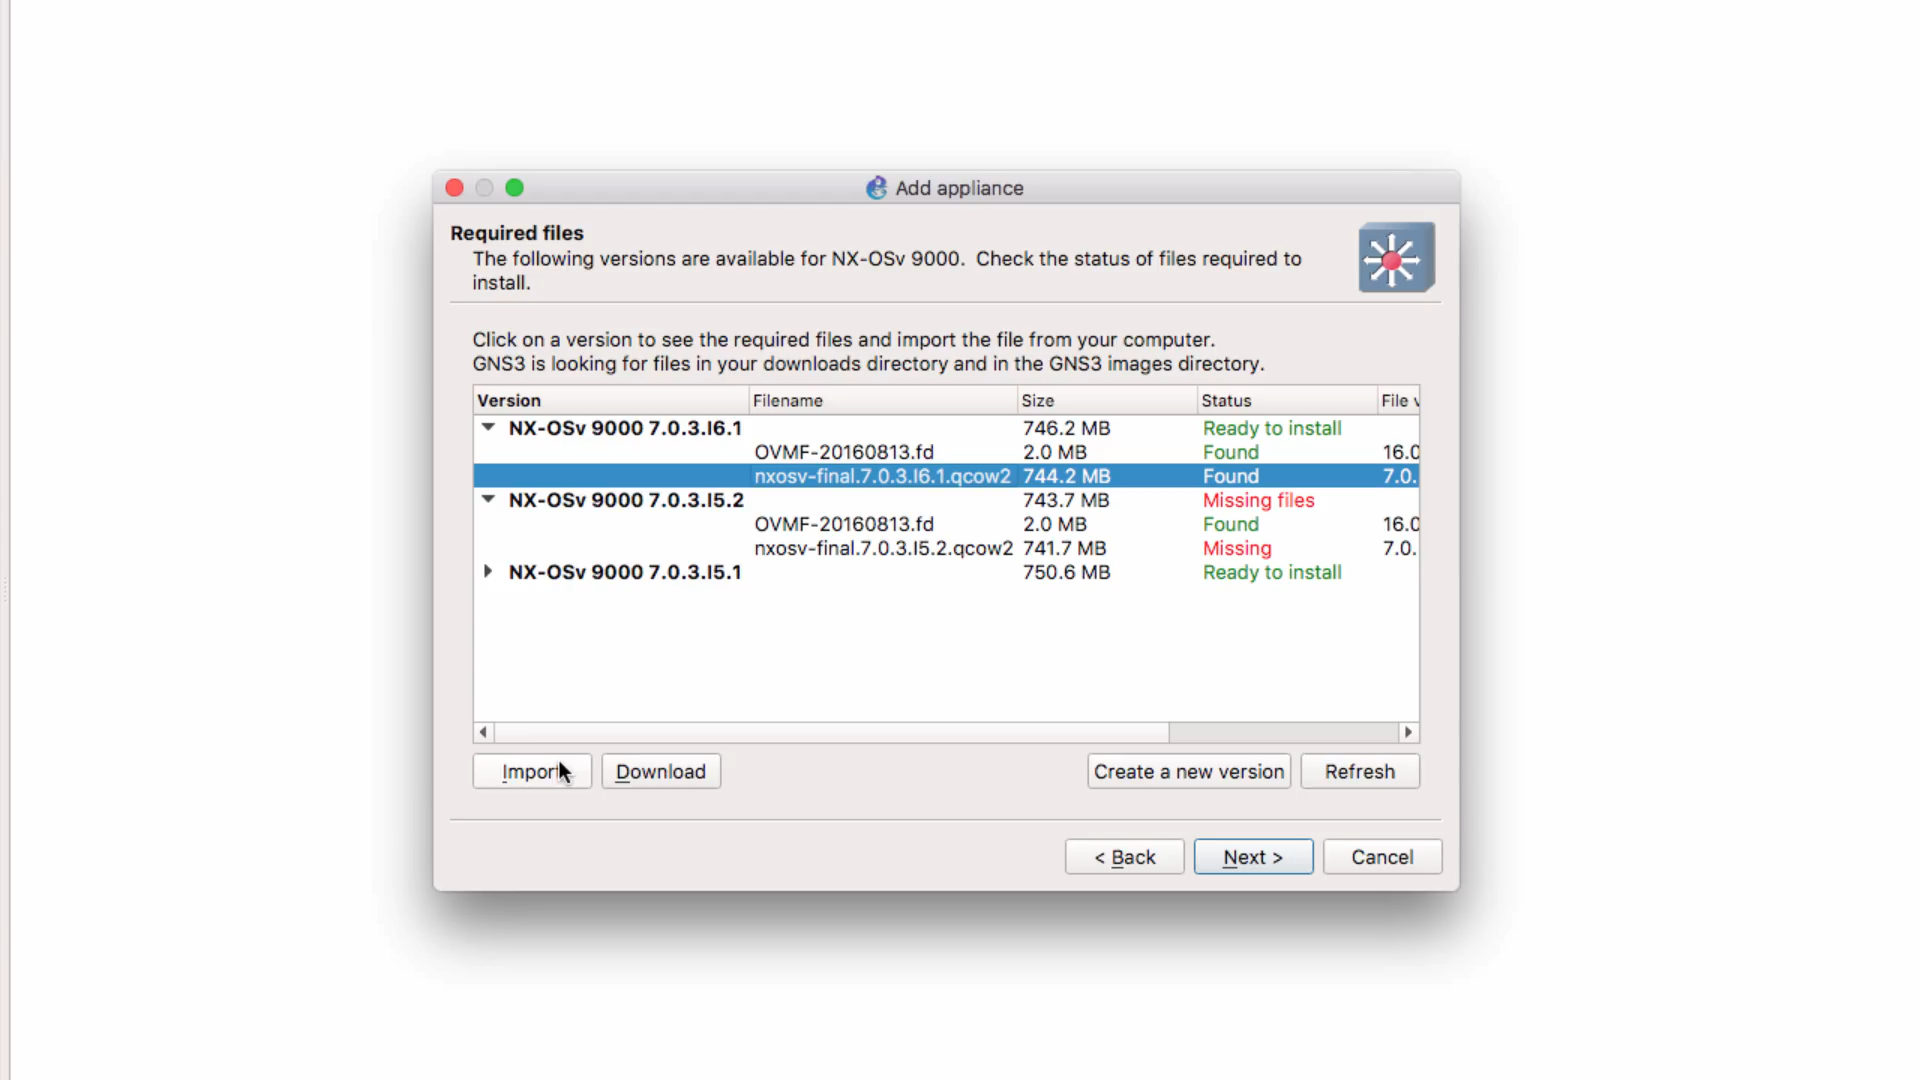 Add appliance
Required files
The following versions are available for NX-OSv 9000. Check the status of files required to
install.
Click on a version to see the required files and import the file from your computer.
GNS3 is looking for files in your downloads directory and in the GNS3 images directory.
Version Filename Size Status File v
NX-OSv 9000 7.0.3.I6.1 746.2 MB Ready to install
OVMF-20160813.fd 2.0 MB Found 16.0
nxosv-final.7.0.3.I6.1.qcow2 744.2 MB Found 7.0.
NX-OSv 9000 7.0.3.I5.2 743.7 MB Missing files
OVMF-20160813.fd 2.0 MB Found 16.0
nxosv-final.7.0.3.I5.2.qcow2 741.7 MB Missing 7.0.
NX-OSv 9000 7.0.3.I5.1 750.6 MB Ready to install
Import Download Create a new version Refresh
< Back Next > Cancel